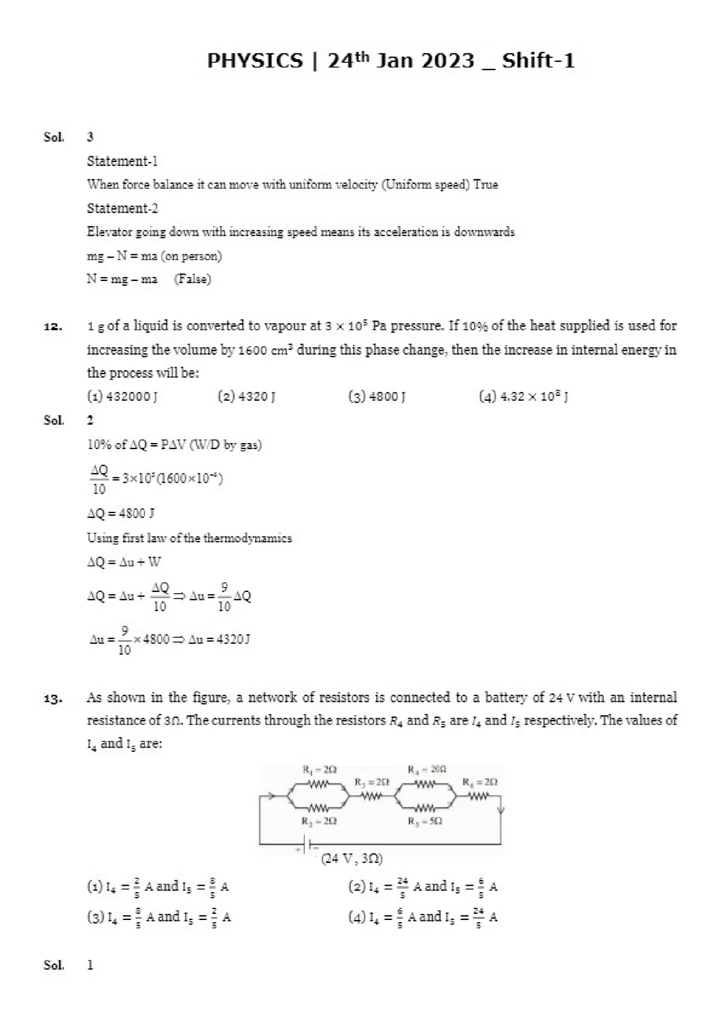 PHYSICS | 24th Jan 2023 _ Shift-1
Sol. 3
Statement-1
When force balance it can move with uniform velocity (Uniform speed) True
Statement-2
Elevator going down with increasing speed means its acceleration is downwards
mg – N = ma (on person)
N = mg – ma (False)
12. 1 g of a liquid is converted to vapour at 3 × 10⁵ Pa pressure. If 10% of the heat supplied is used for
increasing the volume by 1600 cm³ during this phase change, then the increase in internal energy in
the process will be:
(1) 432000 J (2) 4320 J (3) 4800 J (4) 4.32 × 10⁸ J
Sol. 2
10% of ΔQ = PΔV (W/D by gas)
ΔQ/10 = 3×10⁵(1600×10⁻⁶)
ΔQ = 4800 J
Using first law of the thermodynamics
ΔQ = Δu + W
ΔQ = Δu + ΔQ/10 ⇒ Δu = 9/10 ΔQ
Δu = 9/10 × 4800 ⇒ Δu = 4320J
13. As shown in the figure, a network of resistors is connected to a battery of 24 V with an internal
resistance of 3Ω. The currents through the resistors R₄ and R₅ are I₄ and I₅ respectively. The values of
I₄ and I₅ are:
R₁ = 2Ω R₄ = 20Ω
R₃ = 2Ω R₆ = 2Ω
R₂ = 2Ω R₅ = 5Ω
+ –
(24 V, 3Ω)
(1) I₄ = 2/5 A and I₅ = 8/5 A (2) I₄ = 24/5 A and I₅ = 6/5 A
(3) I₄ = 8/5 A and I₅ = 2/5 A (4) I₄ = 6/5 A and I₅ = 24/5 A
Sol. 1